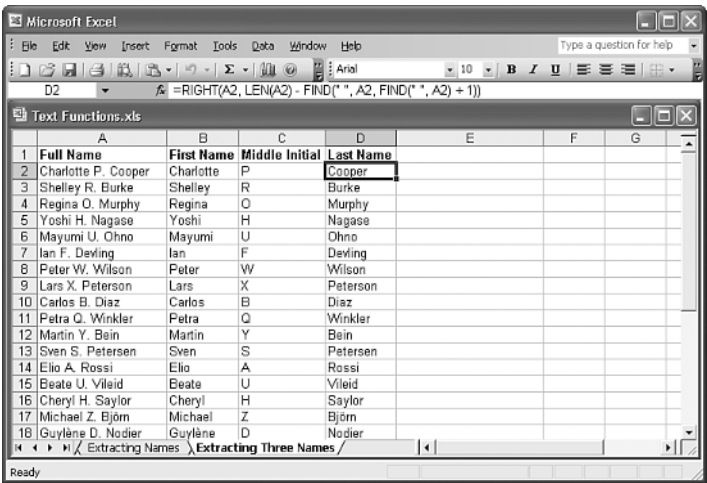 Microsoft Excel
File Edit View Insert Format Tools Data Window Help Type a question for help
Arial 10 B I U
D2 fx =RIGHT(A2, LEN(A2) - FIND(" ", A2, FIND(" ", A2) + 1))
Text Functions.xls
A B C D E F G
1 Full Name First Name Middle Initial Last Name
2 Charlotte P. Cooper Charlotte P Cooper
3 Shelley R. Burke Shelley R Burke
4 Regina O. Murphy Regina O Murphy
5 Yoshi H. Nagase Yoshi H Nagase
6 Mayumi U. Ohno Mayumi U Ohno
7 Ian F. Devling Ian F Devling
8 Peter W. Wilson Peter W Wilson
9 Lars X. Peterson Lars X Peterson
10 Carlos B. Diaz Carlos B Diaz
11 Petra Q. Winkler Petra Q Winkler
12 Martin Y. Bein Martin Y Bein
13 Sven S. Petersen Sven S Petersen
14 Elio A. Rossi Elio A Rossi
15 Beate U. Vileid Beate U Vileid
16 Cheryl H. Saylor Cheryl H Saylor
17 Michael Z. Björn Michael Z Björn
18 Guylène D. Nodier Guylène D Nodier
Extracting Names Extracting Three Names
Ready